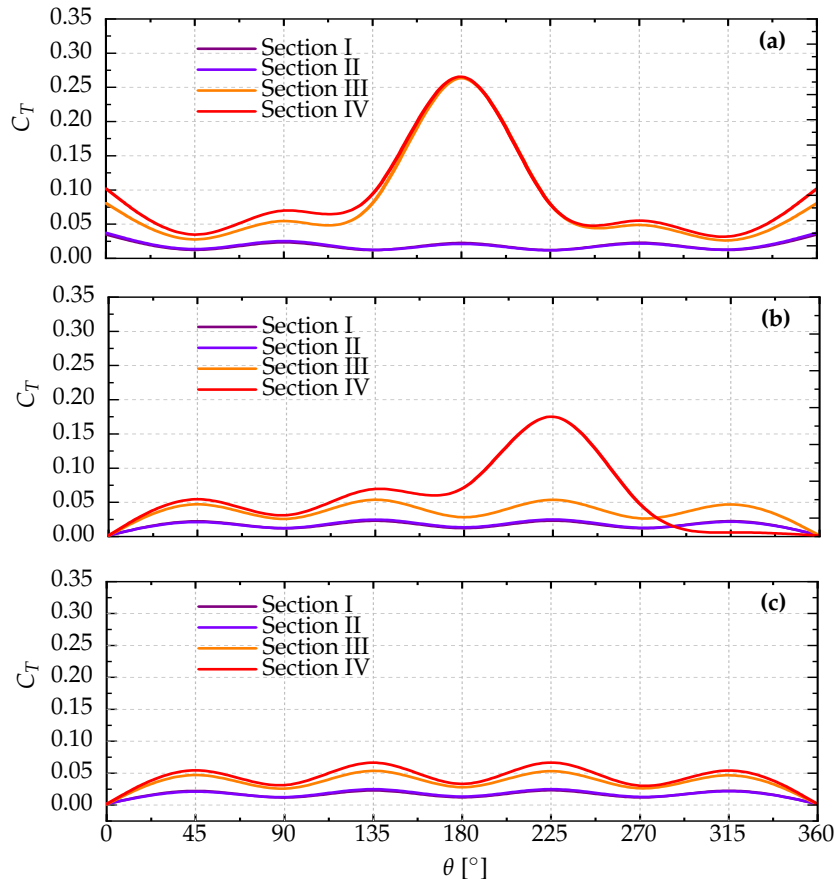 0.35
(a)
Section I
0.30
Section II
0.25
Section III
Section IV
0.20
C_T
0.15
0.10
0.05
0.00
0.35
(b)
Section I
0.30
Section II
0.25
Section III
Section IV
0.20
C_T
0.15
0.10
0.05
0.00
0.35
(c)
Section I
0.30
Section II
0.25
Section III
Section IV
0.20
C_T
0.15
0.10
0.05
0.00
0 45 90 135 180 225 270 315 360
θ [°]